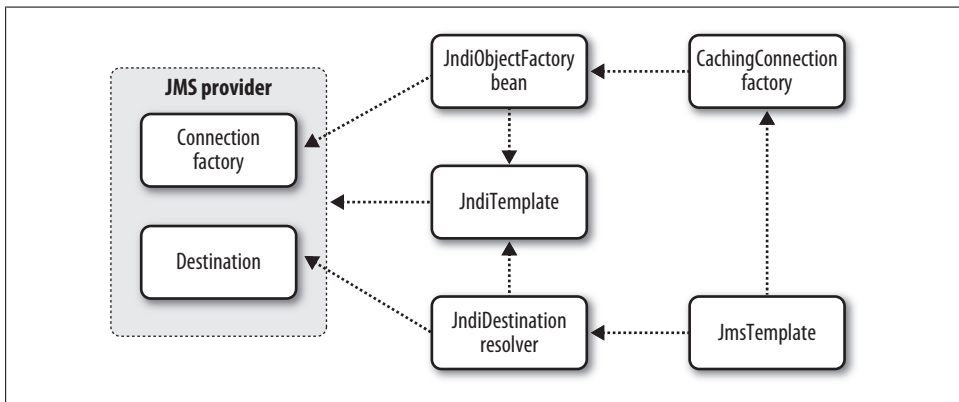 JMS provider
Connection
factory
Destination
JndiObjectFactory
bean
JndiTemplate
JndiDestination
resolver
CachingConnection
factory
JmsTemplate